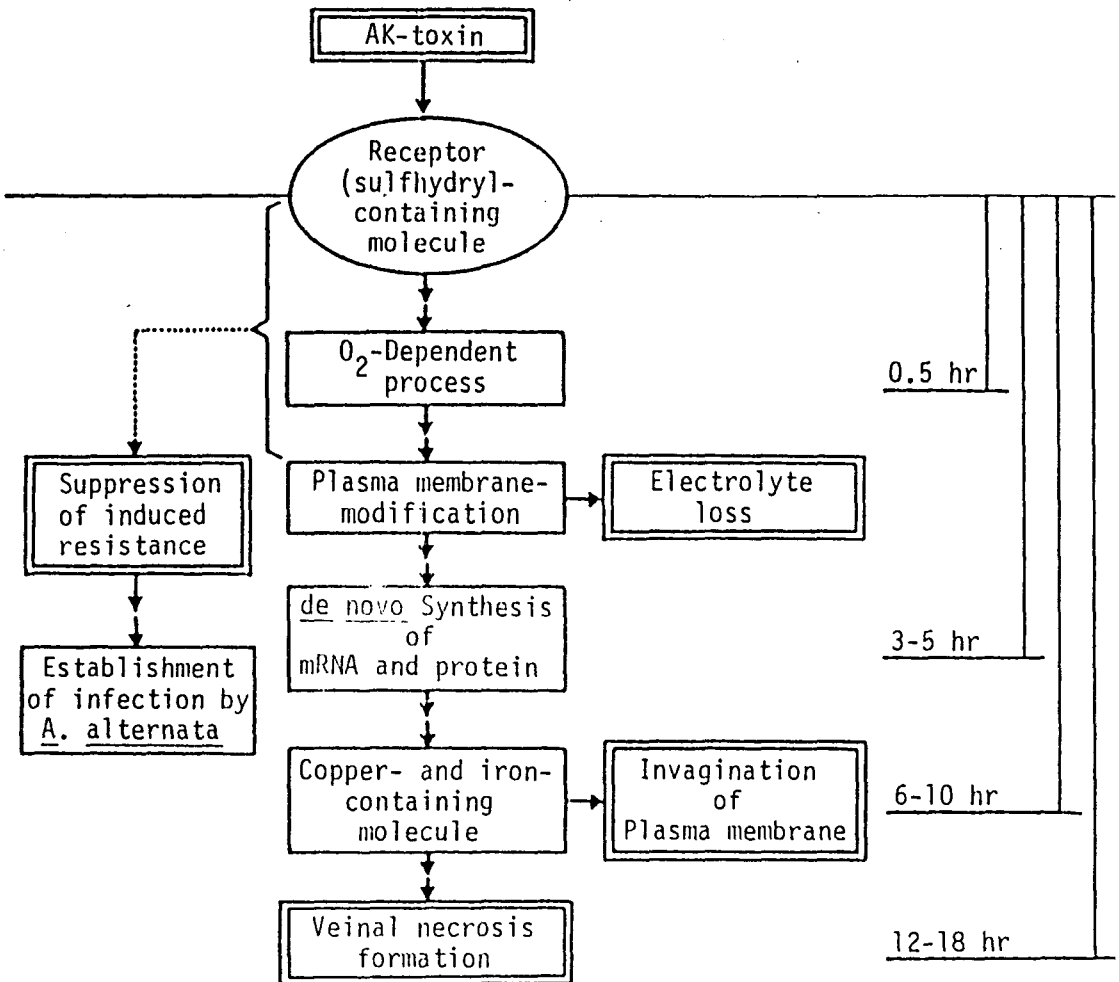 AK-toxin
Receptor
(sulfhydryl-
containing
molecule
O2-Dependent
process
0.5 hr
Suppression
of induced
resistance
Plasma membrane-
modification
Electrolyte
loss
de novo Synthesis
of
mRNA and protein
3-5 hr
Establishment
of infection by
A. alternata
Copper- and iron-
containing
molecule
Invagination
of
Plasma membrane
6-10 hr
Veinal necrosis
formation
12-18 hr